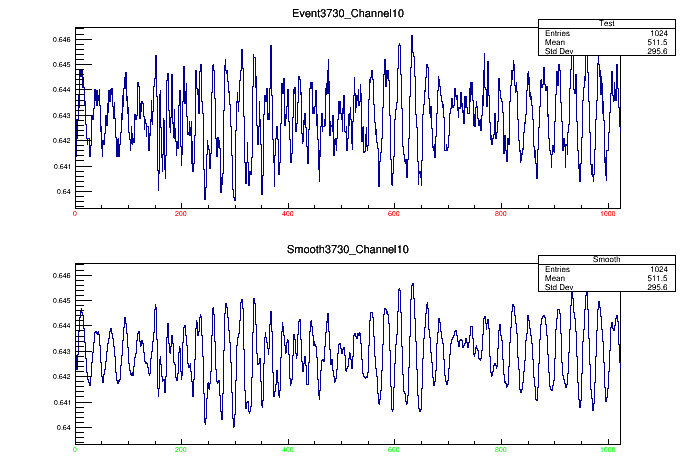 Event3730_Channel10
Test
Entries 1024
Mean 511.5
Std Dev 295.6
0.646
0.645
0.644
0.643
0.642
0.641
0.64
0 200 400 600 800 1000
Smooth3730_Channel10
Smooth
Entries 1024
Mean 511.5
Std Dev 295.6
0.646
0.645
0.644
0.643
0.642
0.641
0.64
0 200 400 600 800 1000